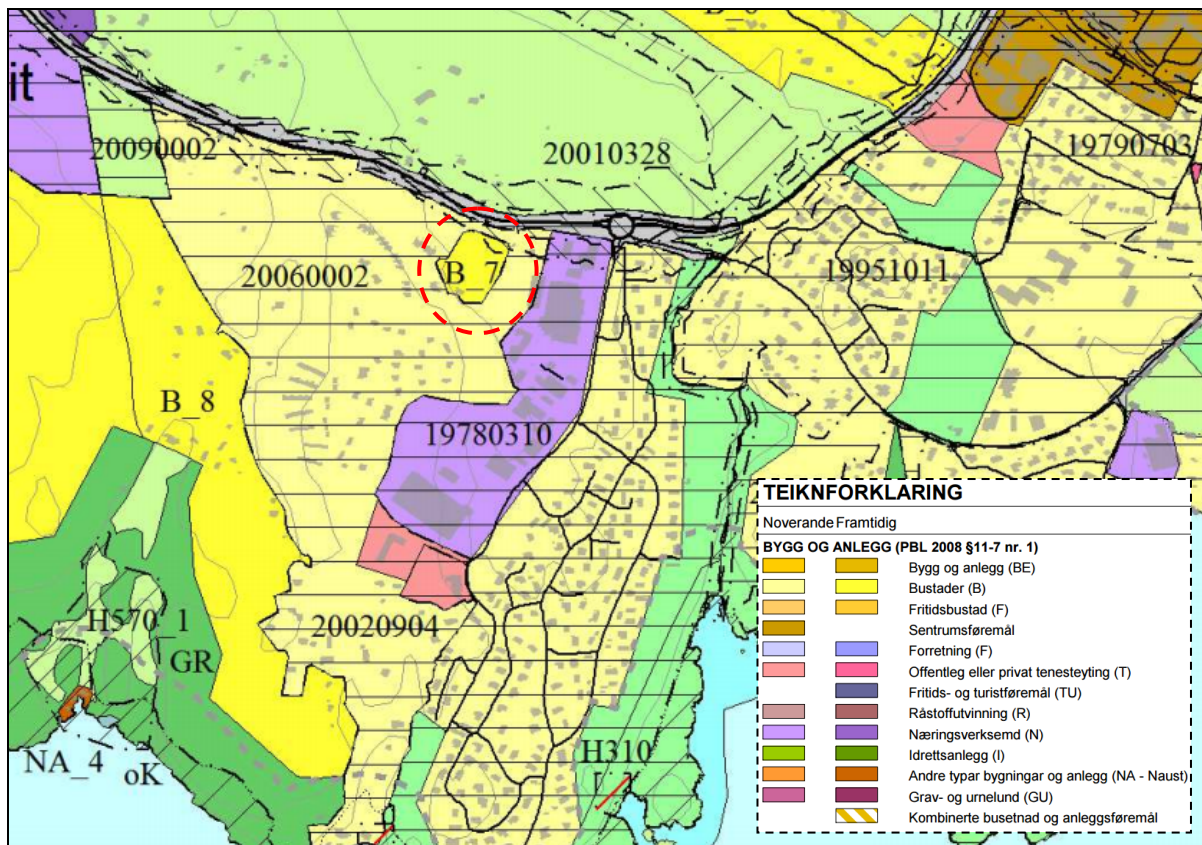 B_6
it
20090002
20010328
19790703
20060002
B_7
19951011
B_8
19780310
H570_1
GR
20020904
NA_4
oK
H310
TEIKNFORKLARING
Noverande Framtidig
BYGG OG ANLEGG (PBL 2008 §11-7 nr. 1)
Bygg og anlegg (BE)
Bustader (B)
Fritidsbustad (F)
Sentrumsføremål
Forretning (F)
Offentleg eller privat tenesteyting (T)
Fritids- og turistføremål (TU)
Råstoffutvinning (R)
Næringsverksemd (N)
Idrettsanlegg (I)
Andre typar bygningar og anlegg (NA - Naust)
Grav- og urnelund (GU)
Kombinerte busetnad og anleggsføremål